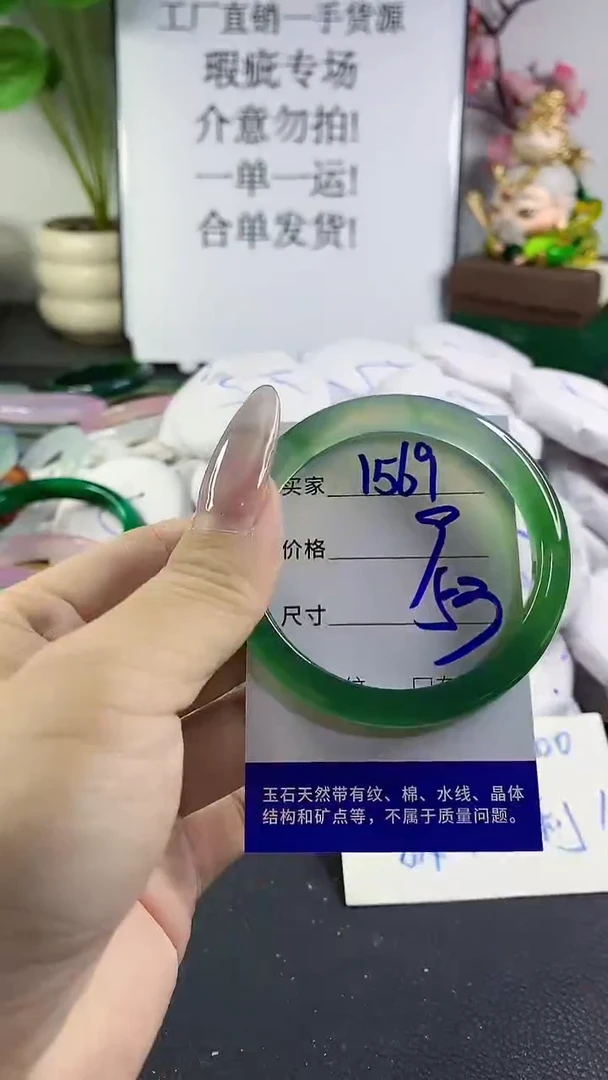 工厂直销一手货源
瑕疵专场
介意勿拍!
一单一运!
合单发货!
买家 1569
价格
尺寸 53
玉石天然带有纹、棉、水线、晶体
结构和矿点等，不属于质量问题。